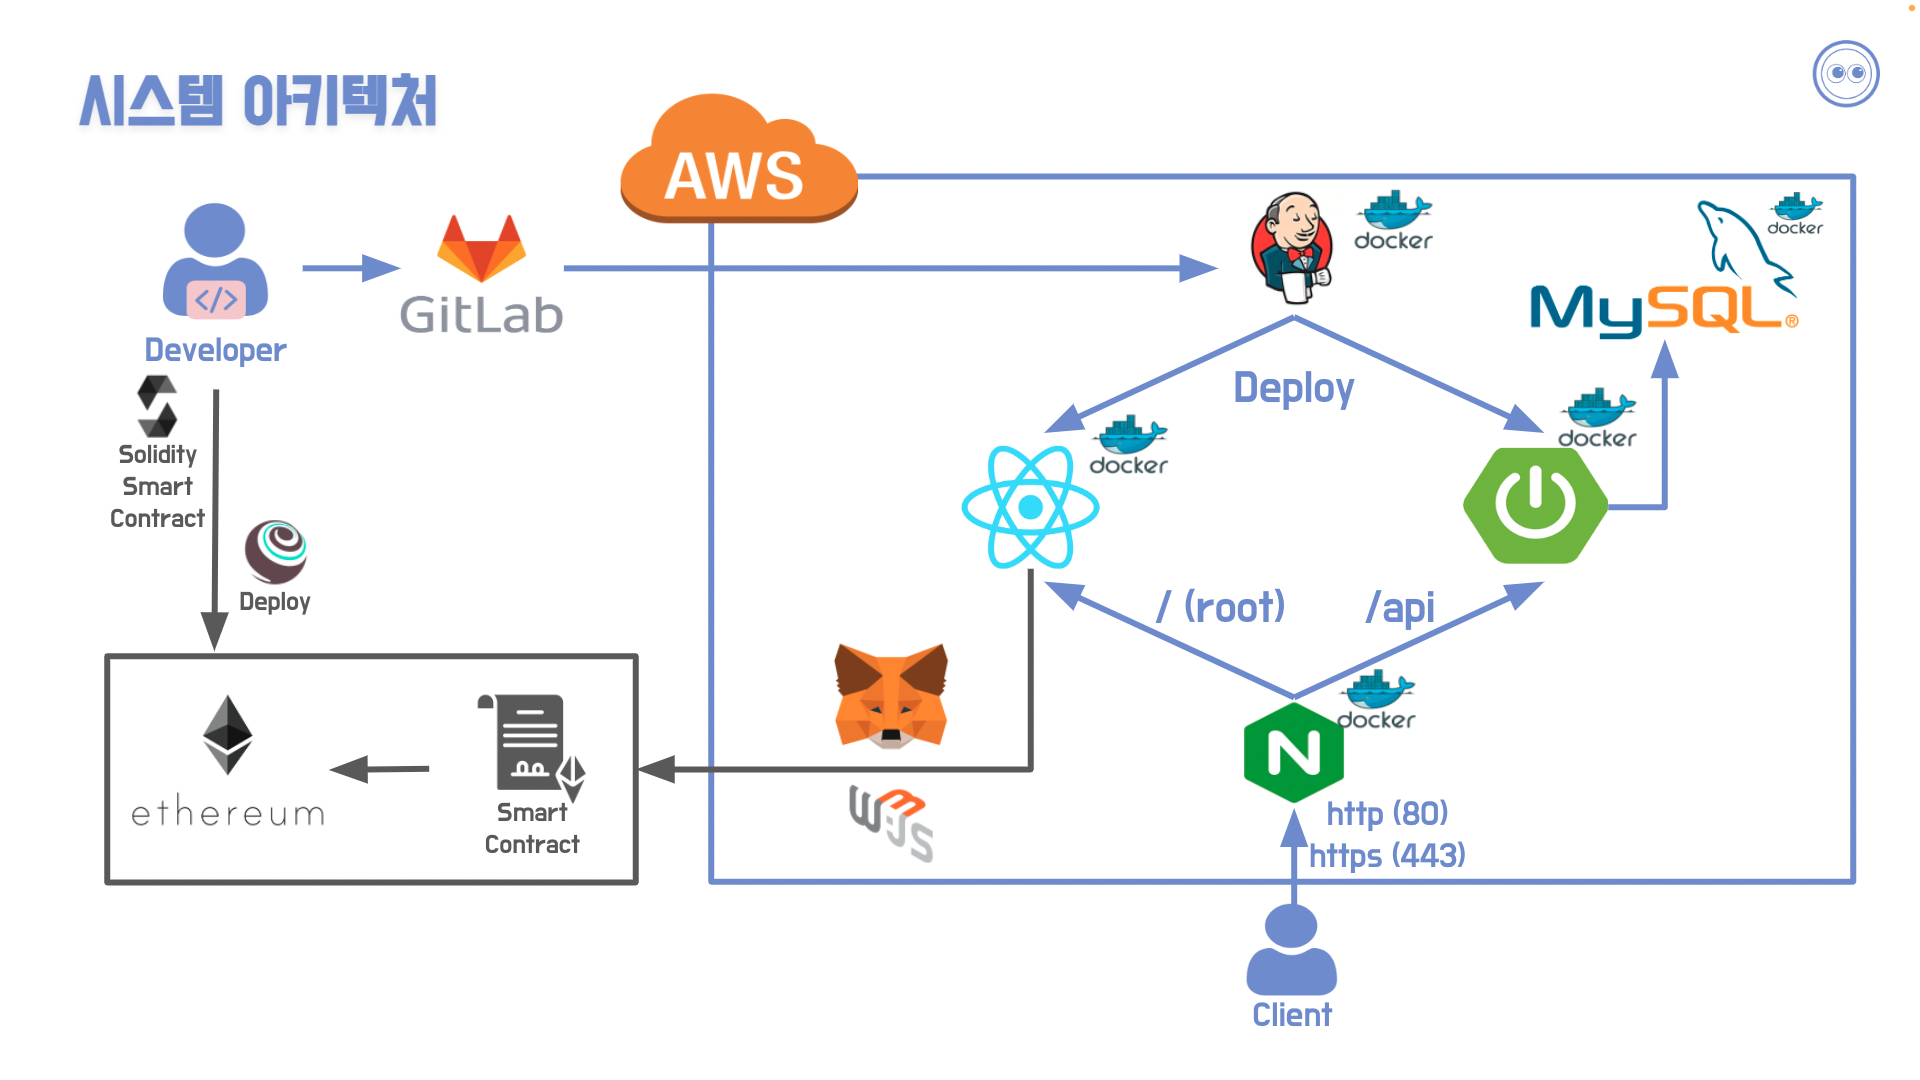 시스템 아키텍처
AWS
docker
docker
GitLab
MySQL®
</>
Developer
Deploy
docker
docker
Solidity
Smart
Contract
Deploy
/ (root)
/api
docker
N
ethereum
Smart
Contract
W3JS
http (80)
https (443)
Client